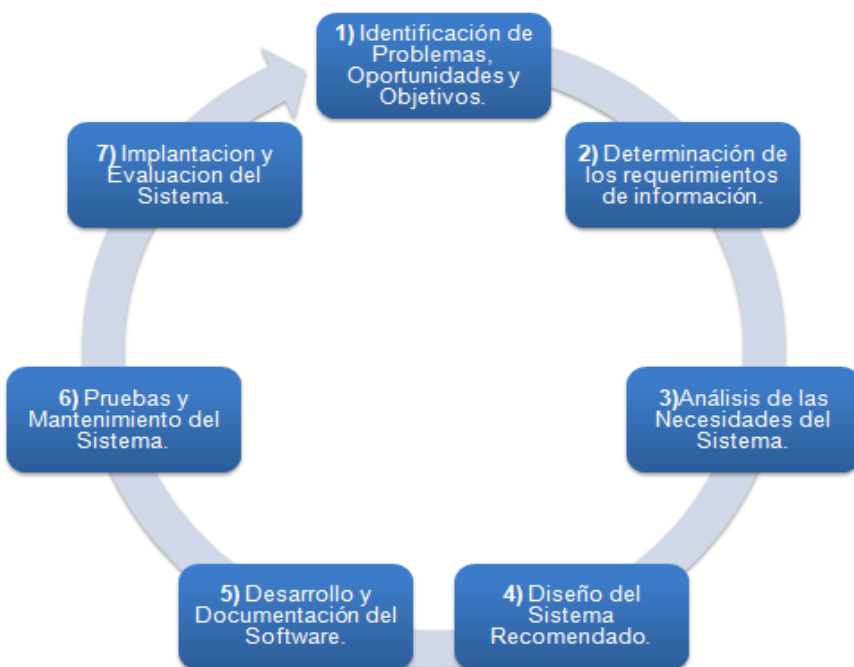 1) Identificación de
Problemas,
Oportunidades y
Objetivos.
2) Determinación de
los requerimientos
de información.
3)Análisis de las
Necesidades del
Sistema.
4) Diseño del
Sistema
Recomendado.
5) Desarrollo y
Documentación del
Software.
6) Pruebas y
Mantenimiento del
Sistema.
7) Implantacion y
Evaluacion del
Sistema.